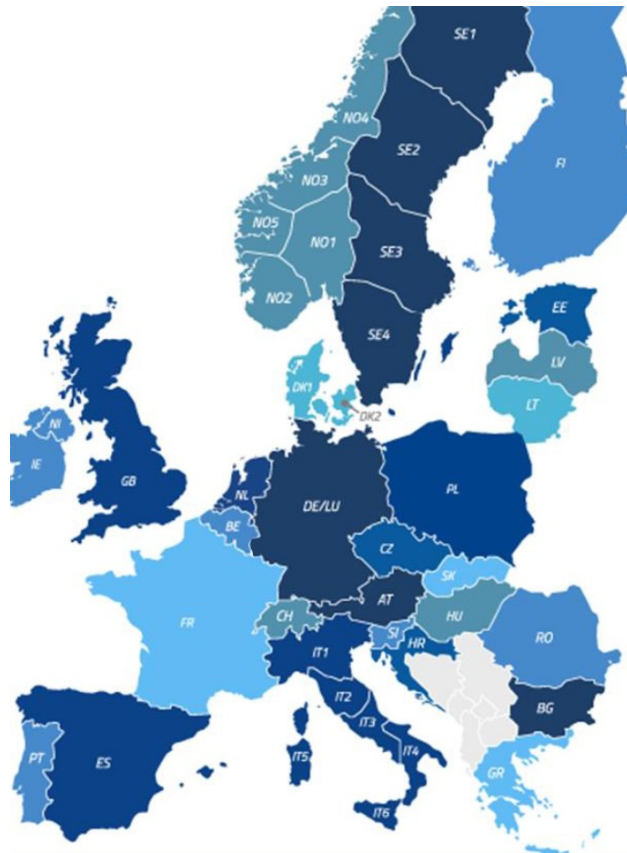 SE1
NO4
SE2
FI
NO3
NO5
NO1
SE3
NO2
EE
SE4
LV
DK1
LT
DK2
NI
IE
GB
NL
DE/LU
PL
BE
CZ
SK
AT
FR
CH
HU
SI
HR
RO
IT1
IT2
BG
IT3
PT
ES
IT5
IT4
GR
IT6